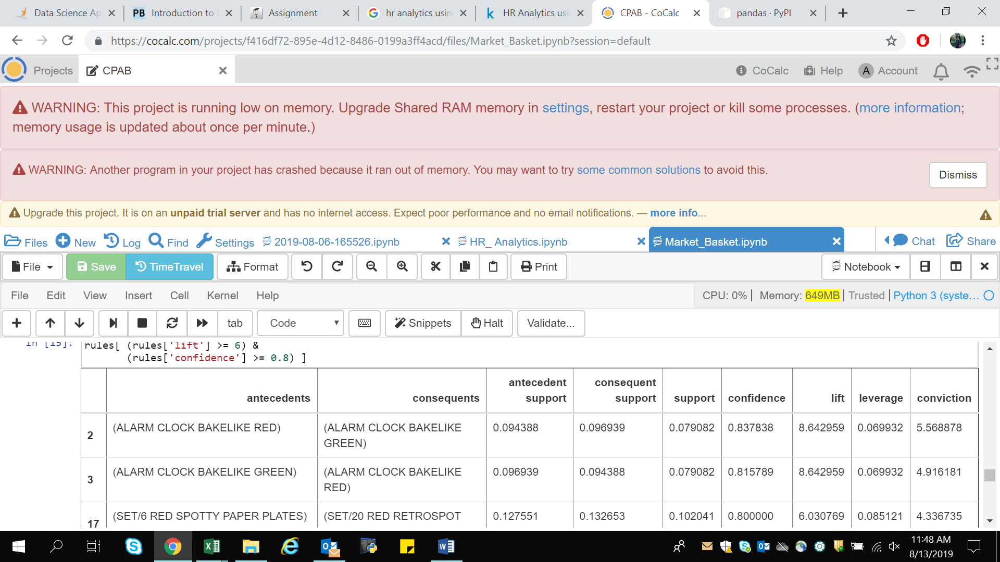 Data Science Ap
PB Introduction to
Assignment
hr analytics usin
HR Analytics usi
CPAB - CoCalc
pandas · PyPI
https://cocalc.com/projects/f416df72-895e-4d12-8486-0199a3ff4acd/files/Market_Basket.ipynb?session=default
Projects
CPAB
CoCalc
Help
A Account
WARNING: This project is running low on memory. Upgrade Shared RAM memory in settings, restart your project or kill some processes. (more information;
memory usage is updated about once per minute.)
WARNING: Another program in your project has crashed because it ran out of memory. You may want to try some common solutions to avoid this.
Dismiss
Upgrade this project. It is on an unpaid trial server and has no internet access. Expect poor performance and no email notifications. — more info...
Files New Log Find Settings 2019-08-06-165526.ipynb HR_ Analytics.ipynb Market_Basket.ipynb Chat Share
File Save TimeTravel Format Print Notebook
File Edit View Insert Cell Kernel Help CPU: 0% | Memory: 649MB | Trusted | Python 3 (syste...
tab Code Snippets Halt Validate...
In [15]: rules[ (rules['lift'] >= 6) &
(rules['confidence'] >= 0.8) ]
antecedents consequents antecedent support consequent support support confidence lift leverage conviction
2 (ALARM CLOCK BAKELIKE RED) (ALARM CLOCK BAKELIKE GREEN) 0.094388 0.096939 0.079082 0.837838 8.642959 0.069932 5.568878
3 (ALARM CLOCK BAKELIKE GREEN) (ALARM CLOCK BAKELIKE RED) 0.096939 0.094388 0.079082 0.815789 8.642959 0.069932 4.916181
17 (SET/6 RED SPOTTY PAPER PLATES) (SET/20 RED RETROSPOT 0.127551 0.132653 0.102041 0.800000 6.030769 0.085121 4.336735
11:48 AM
8/13/2019